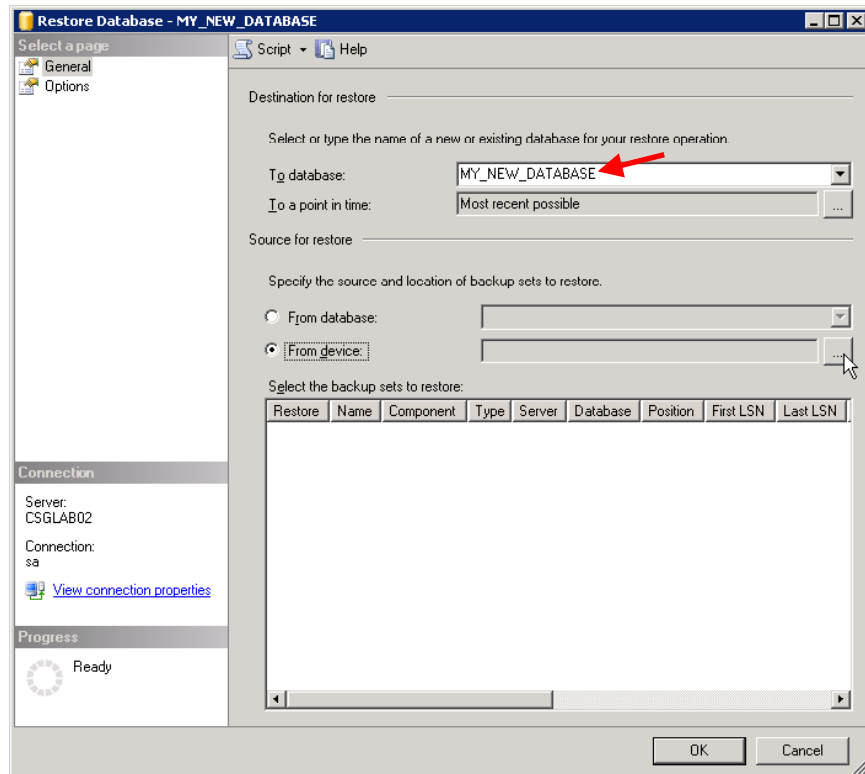 Restore Database - MY_NEW_DATABASE
Select a page
General
Options
Script
Help
Destination for restore
Select or type the name of a new or existing database for your restore operation.
To database:
MY_NEW_DATABASE
To a point in time:
Most recent possible
...
Source for restore
Specify the source and location of backup sets to restore.
From database:
From device:
...
Select the backup sets to restore:
Restore Name Component Type Server Database Position First LSN Last LSN
Connection
Server:
CSGLAB02
Connection:
sa
View connection properties
Progress
Ready
OK
Cancel